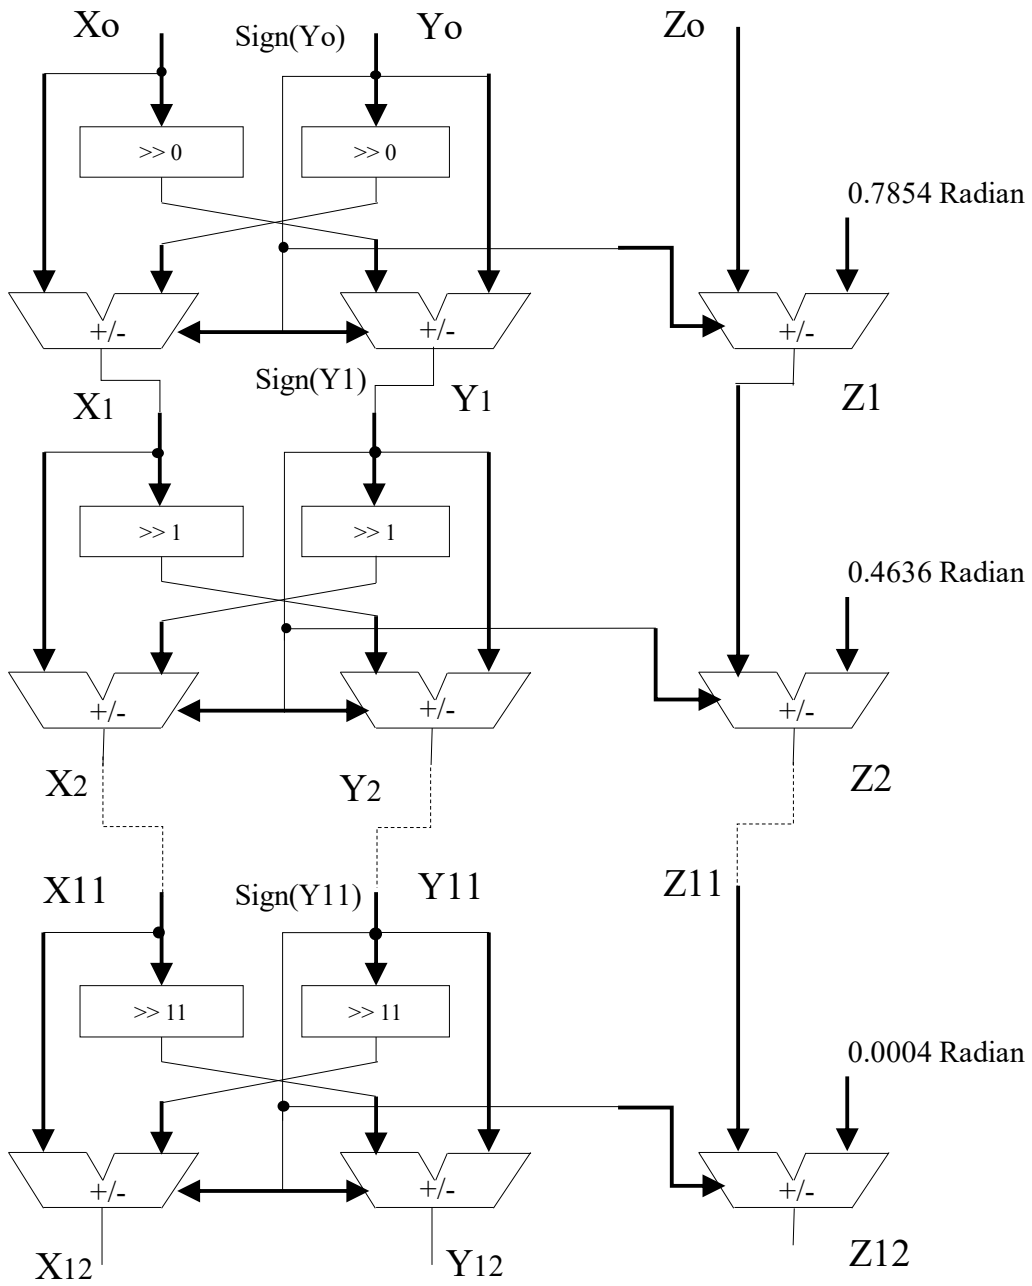 Xo
Sign(Yo)
Yo
Zo
>> 0
>> 0
0.7854 Radian
+/-
+/-
+/-
X1
Sign(Y1)
Y1
Z1
>> 1
>> 1
0.4636 Radian
+/-
+/-
+/-
X2
Y2
Z2
X11
Sign(Y11)
Y11
Z11
>> 11
>> 11
0.0004 Radian
+/-
+/-
+/-
X12
Y12
Z12